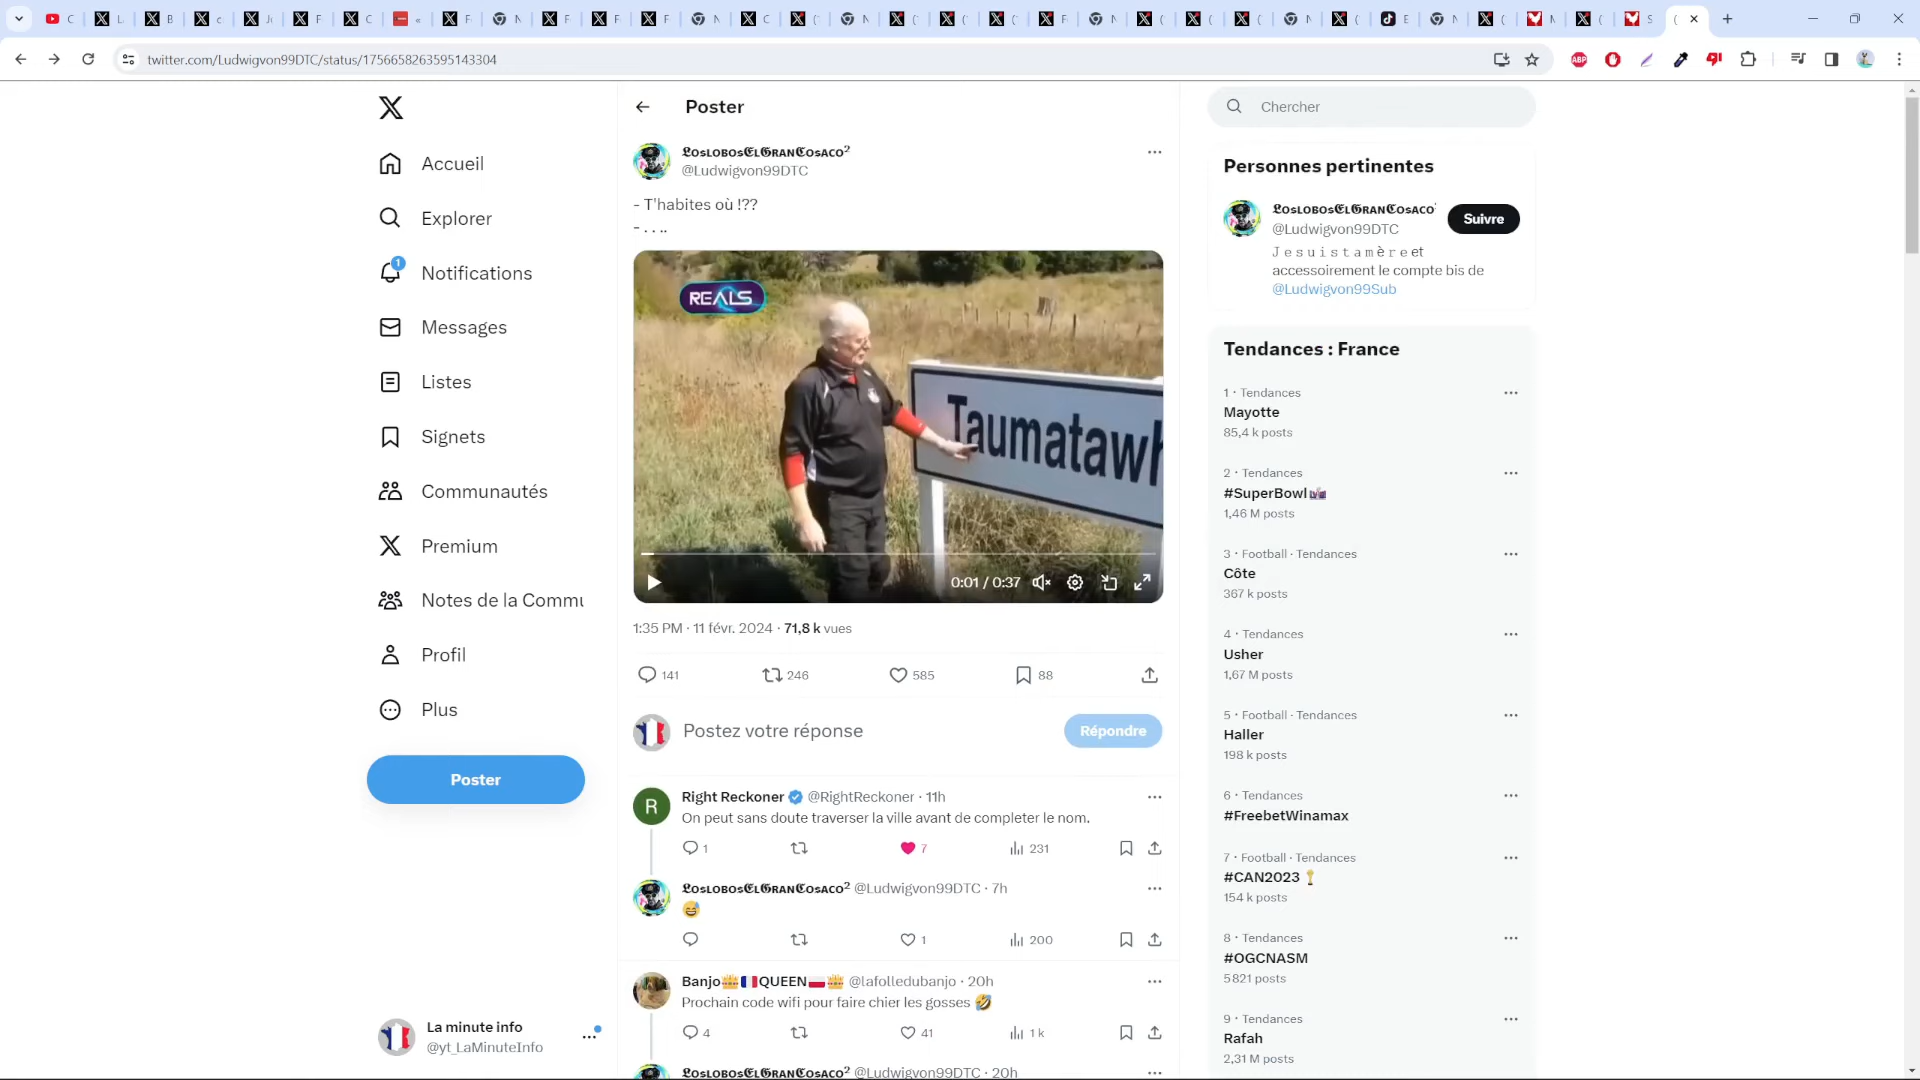 twitter.com/Ludwigvon99DTC/status/1756658263595143304
Poster
Chercher
Accueil
Explorer
1
Notifications
Messages
Listes
Signets
Communautés
Premium
Notes de la Commu
Profil
Plus
Poster
La minute info
@yt_LaMinuteInfo
𝕷ᴏsʟᴏʙᴏs𝕰ʟ𝕲ʀᴀɴ𝕮ᴏsᴀᴄᴏ²
@Ludwigvon99DTC
- T'habites où !??
- . . ..
REALS
Taumatawh
0:01 / 0:37
1:35 PM · 11 févr. 2024 · 71,8 k vues
141 246 585 88
Postez votre réponse
Répondre
R
Right Reckoner @RightReckoner · 11h
On peut sans doute traverser la ville avant de completer le nom.
1 7 231
𝕷ᴏsʟᴏʙᴏs𝕰ʟ𝕲ʀᴀɴ𝕮ᴏsᴀᴄᴏ² @Ludwigvon99DTC · 7h
😅
1 200
Banjo👑🇫🇷QUEEN🇵🇱👑 @lafolledubanjo · 20h
Prochain code wifi pour faire chier les gosses 🤣
4 41 1 k
𝕷ᴏsʟᴏʙᴏs𝕰ʟ𝕲ʀᴀɴ𝕮ᴏsᴀᴄᴏ² @Ludwigvon99DTC · 20h
Personnes pertinentes
𝕷ᴏsʟᴏʙᴏs𝕰ʟ𝕲ʀᴀɴ𝕮ᴏsᴀᴄᴏ
@Ludwigvon99DTC
Suivre
J e s u i s t a m è r e et
accessoirement le compte bis de
@Ludwigvon99Sub
Tendances : France
1 · Tendances
Mayotte
85,4 k posts
2 · Tendances
#SuperBowl
1,46 M posts
3 · Football · Tendances
Côte
367 k posts
4 · Tendances
Usher
1,67 M posts
5 · Football · Tendances
Haller
198 k posts
6 · Tendances
#FreebetWinamax
7 · Football · Tendances
#CAN2023
154 k posts
8 · Tendances
#OGCNASM
5 821 posts
9 · Tendances
Rafah
2,31 M posts